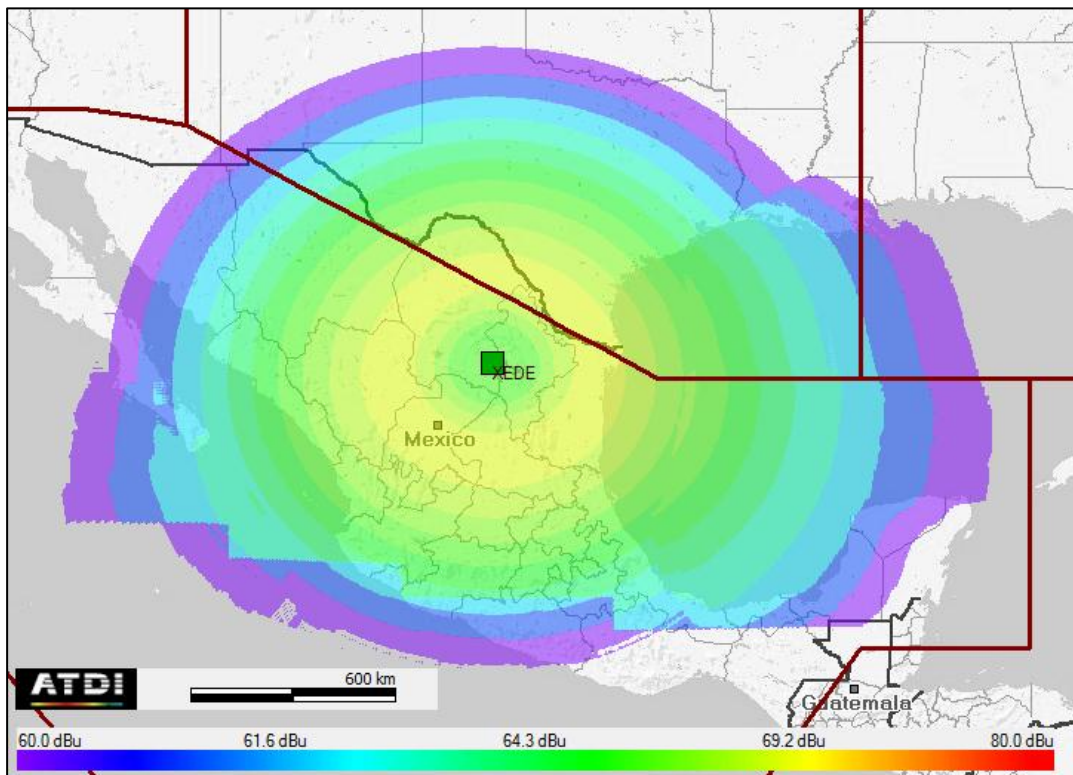 XEDE
Mexico
ATDI
600 km
Guatemala
60.0 dBu 61.6 dBu 64.3 dBu 69.2 dBu 80.0 dBu